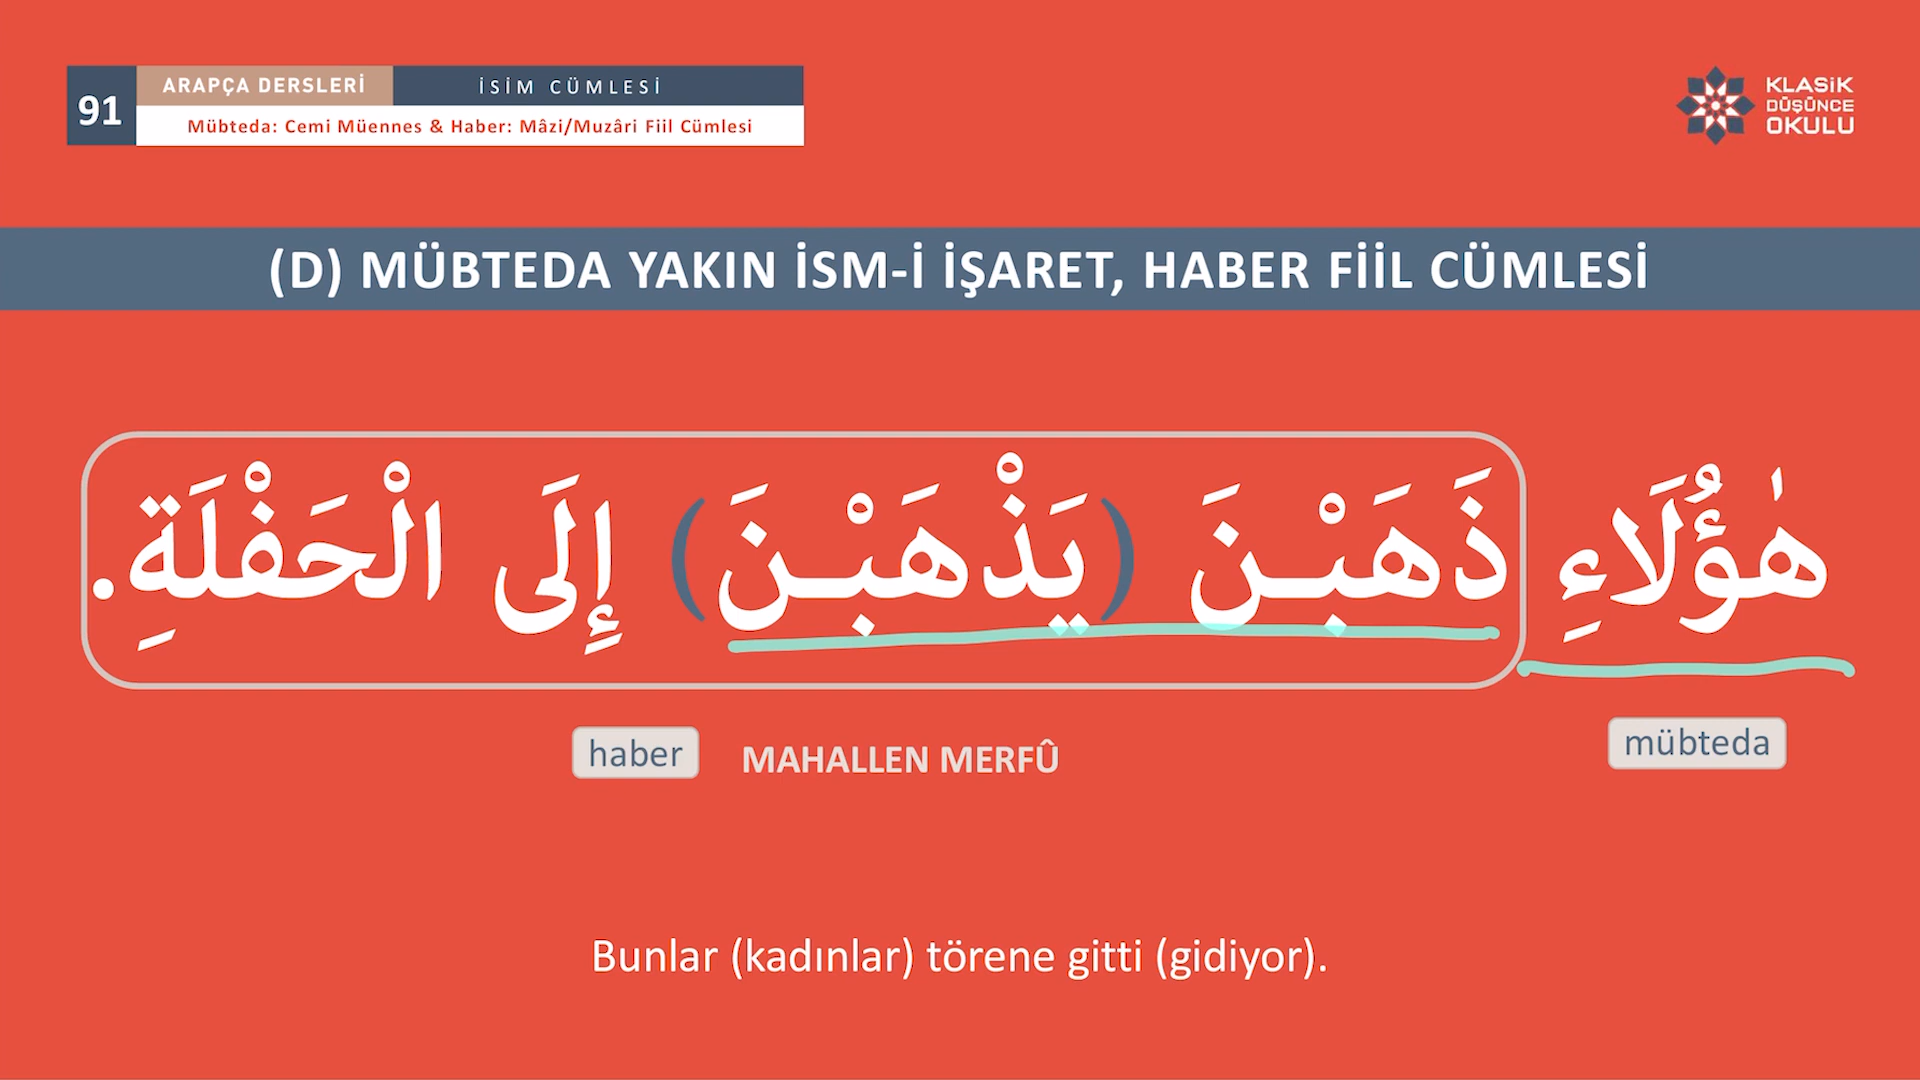 91
ARAPÇA DERSLERİ
İSİM CÜMLESİ
Mübteda: Cemi Müennes & Haber: Mâzi/Muzâri Fiil Cümlesi
KLASİK
DÜŞÜNCE
OKULU
(D) MÜBTEDA YAKIN İSM-İ İŞARET, HABER FİİL CÜMLESİ
هٰؤُلَاءِ ذَهَبْنَ (يَذْهَبْنَ) إِلَى الْحَفْلَةِ.
mübteda
haber
MAHALLEN MERFÛ
Bunlar (kadınlar) törene gitti (gidiyor).